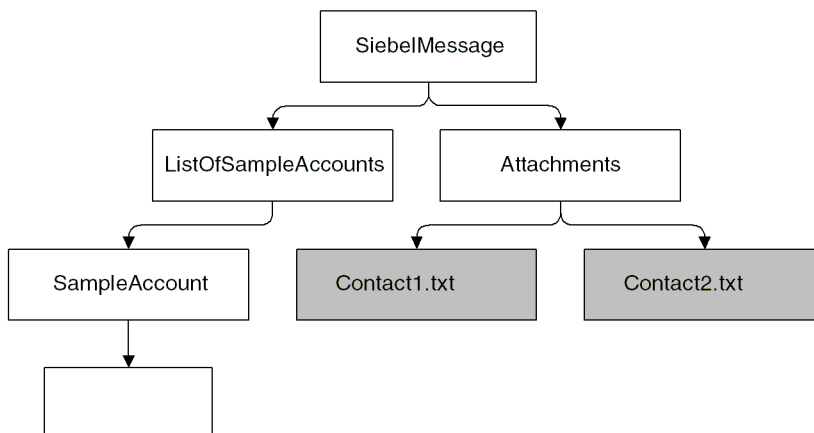 SiebelMessage
ListOfSampleAccounts
Attachments
SampleAccount
Contact1.txt
Contact2.txt